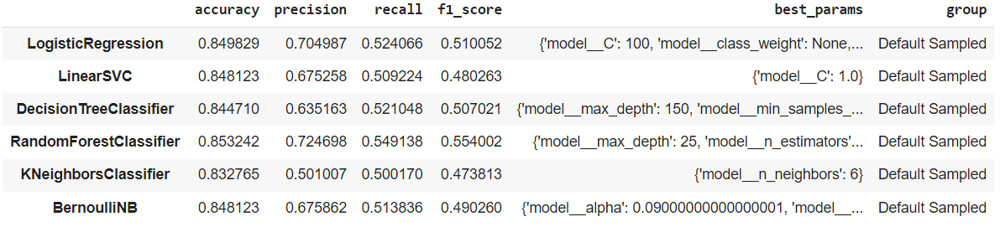 accuracy precision recall f1_score best_params group
LogisticRegression 0.849829 0.704987 0.524066 0.510052 {'model__C': 100, 'model__class_weight': None,... Default Sampled
LinearSVC 0.848123 0.675258 0.509224 0.480263 {'model__C': 1.0} Default Sampled
DecisionTreeClassifier 0.844710 0.635163 0.521048 0.507021 {'model__max_depth': 150, 'model__min_samples_... Default Sampled
RandomForestClassifier 0.853242 0.724698 0.549138 0.554002 {'model__max_depth': 25, 'model__n_estimators'... Default Sampled
KNeighborsClassifier 0.832765 0.501007 0.500170 0.473813 {'model__n_neighbors': 6} Default Sampled
BernoulliNB 0.848123 0.675862 0.513836 0.490260 {'model__alpha': 0.09000000000000001, 'model__... Default Sampled